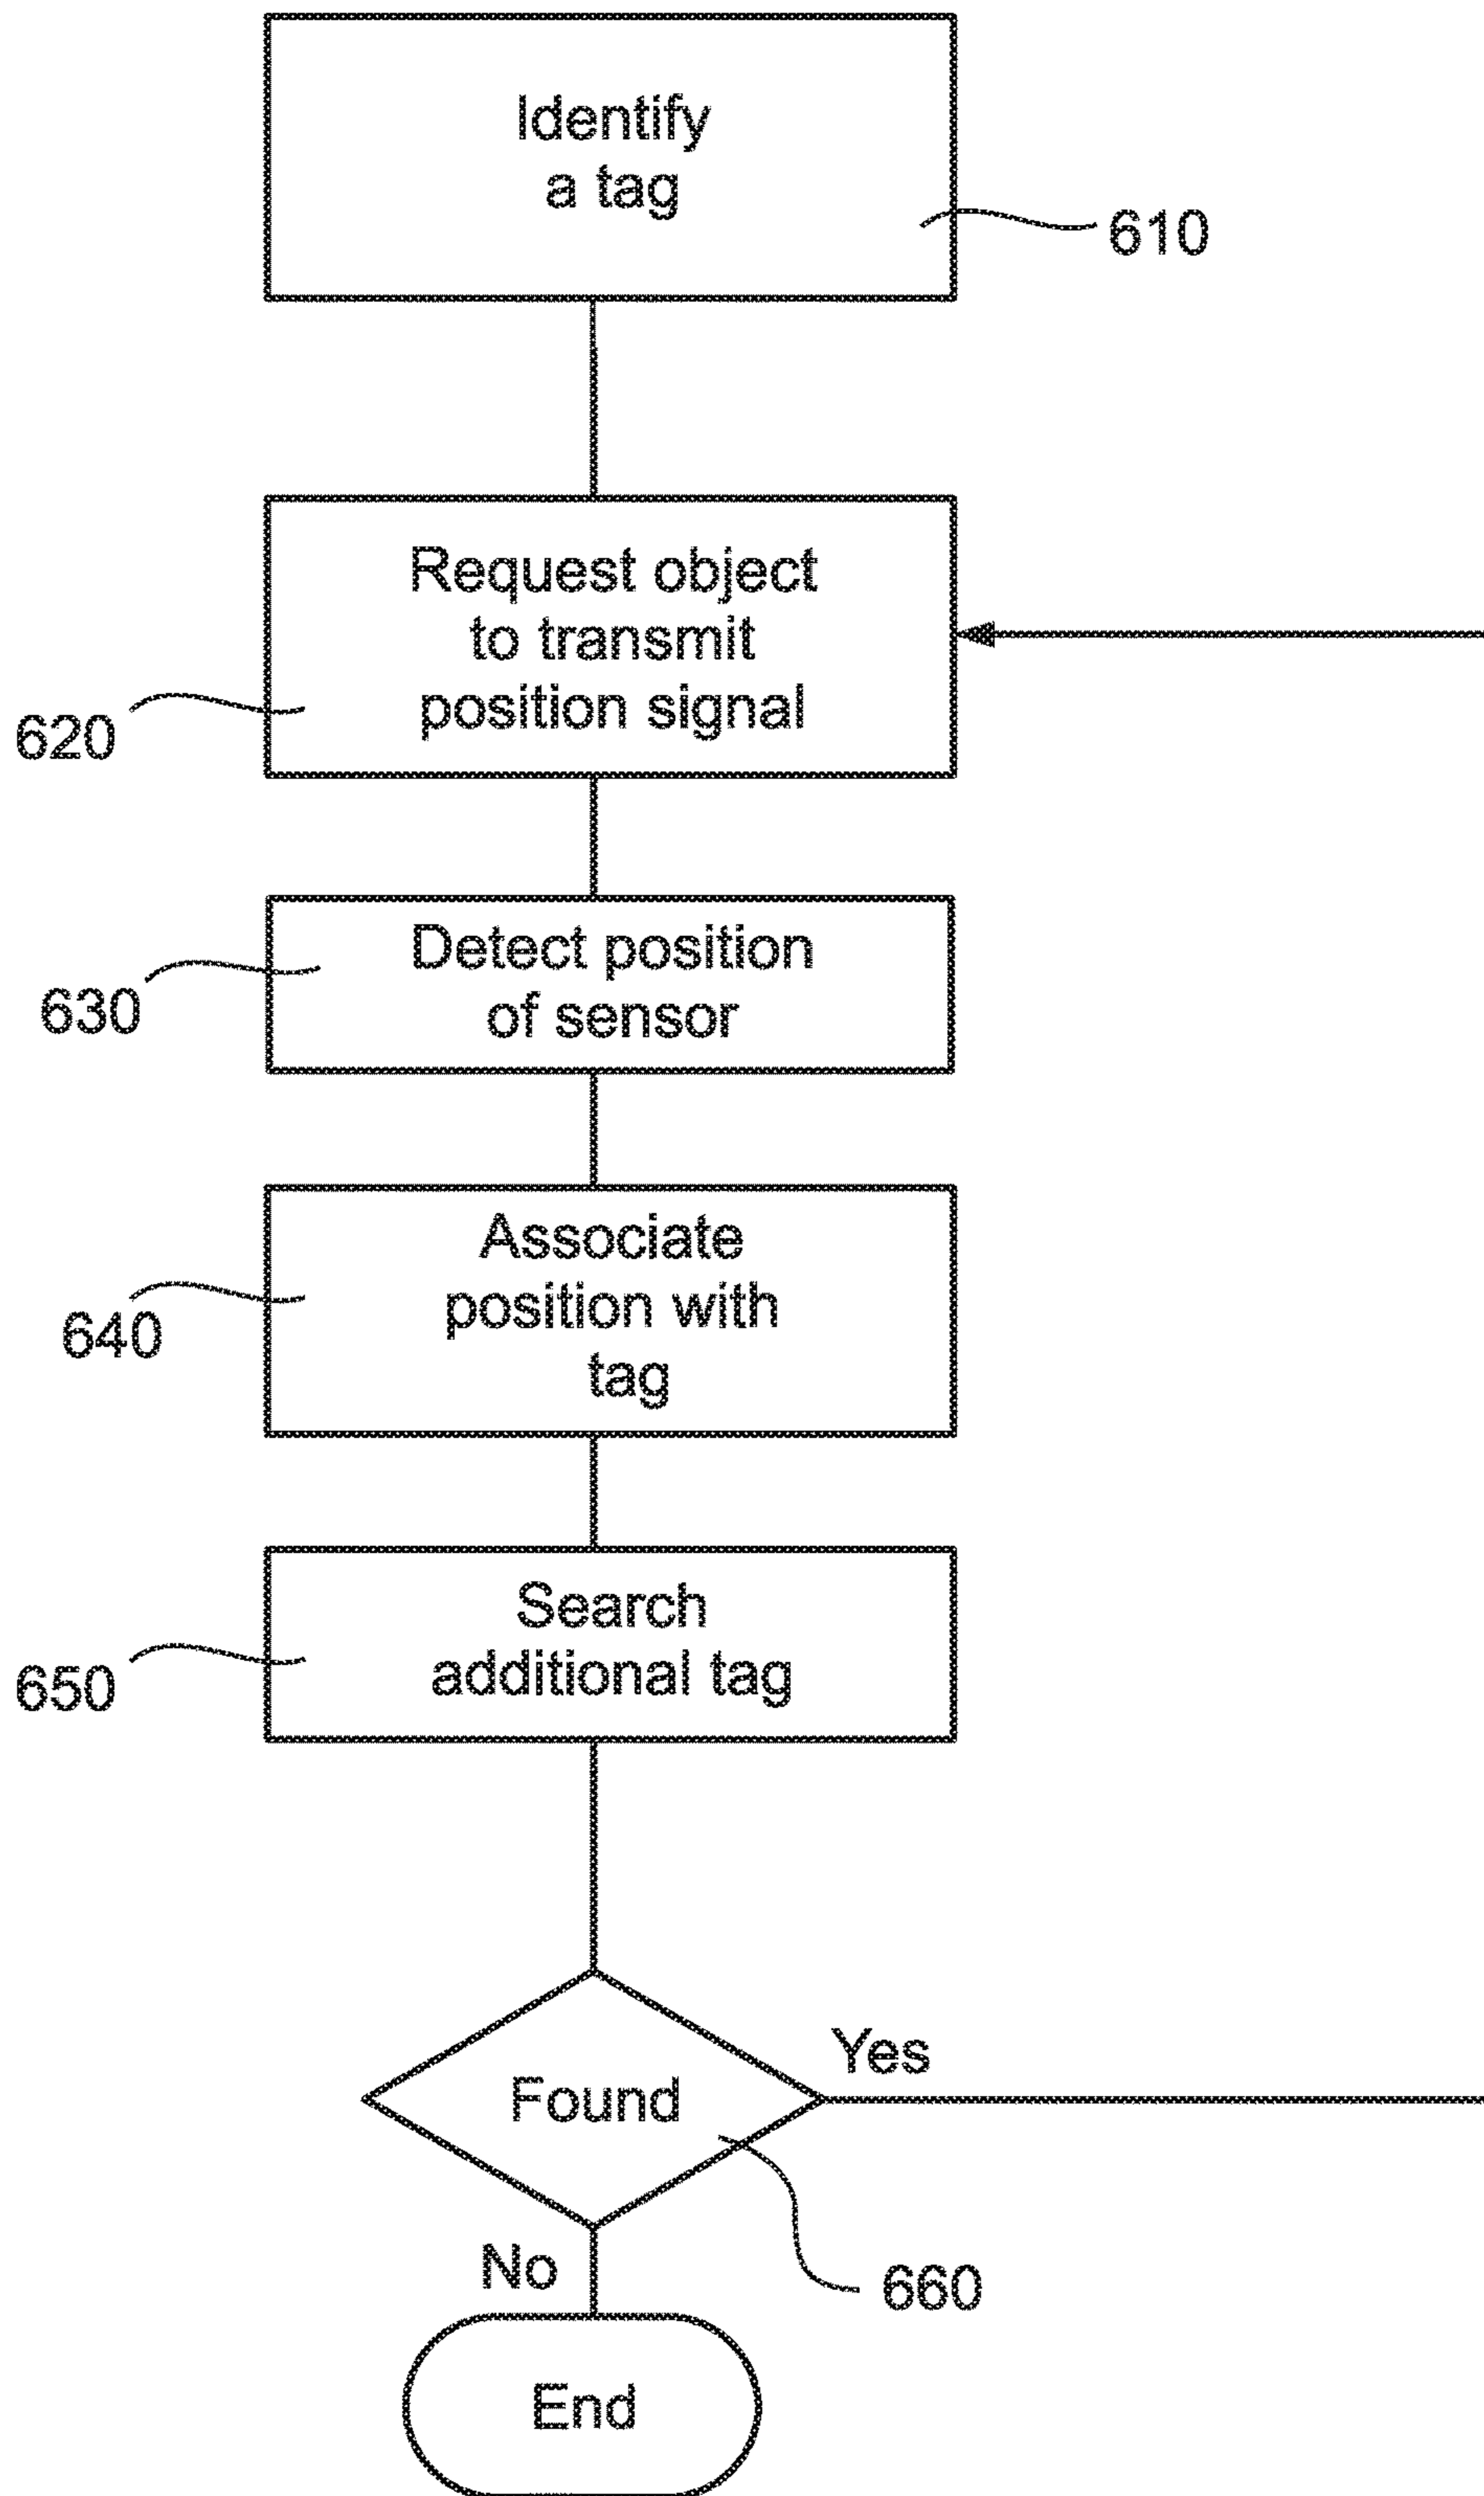 Identify
a tag
610
Request object
to transmit
position signal
620
Detect position
of sensor
630
Associate
position with
tag
640
Search
additional tag
650
Yes
Found
No
660
End